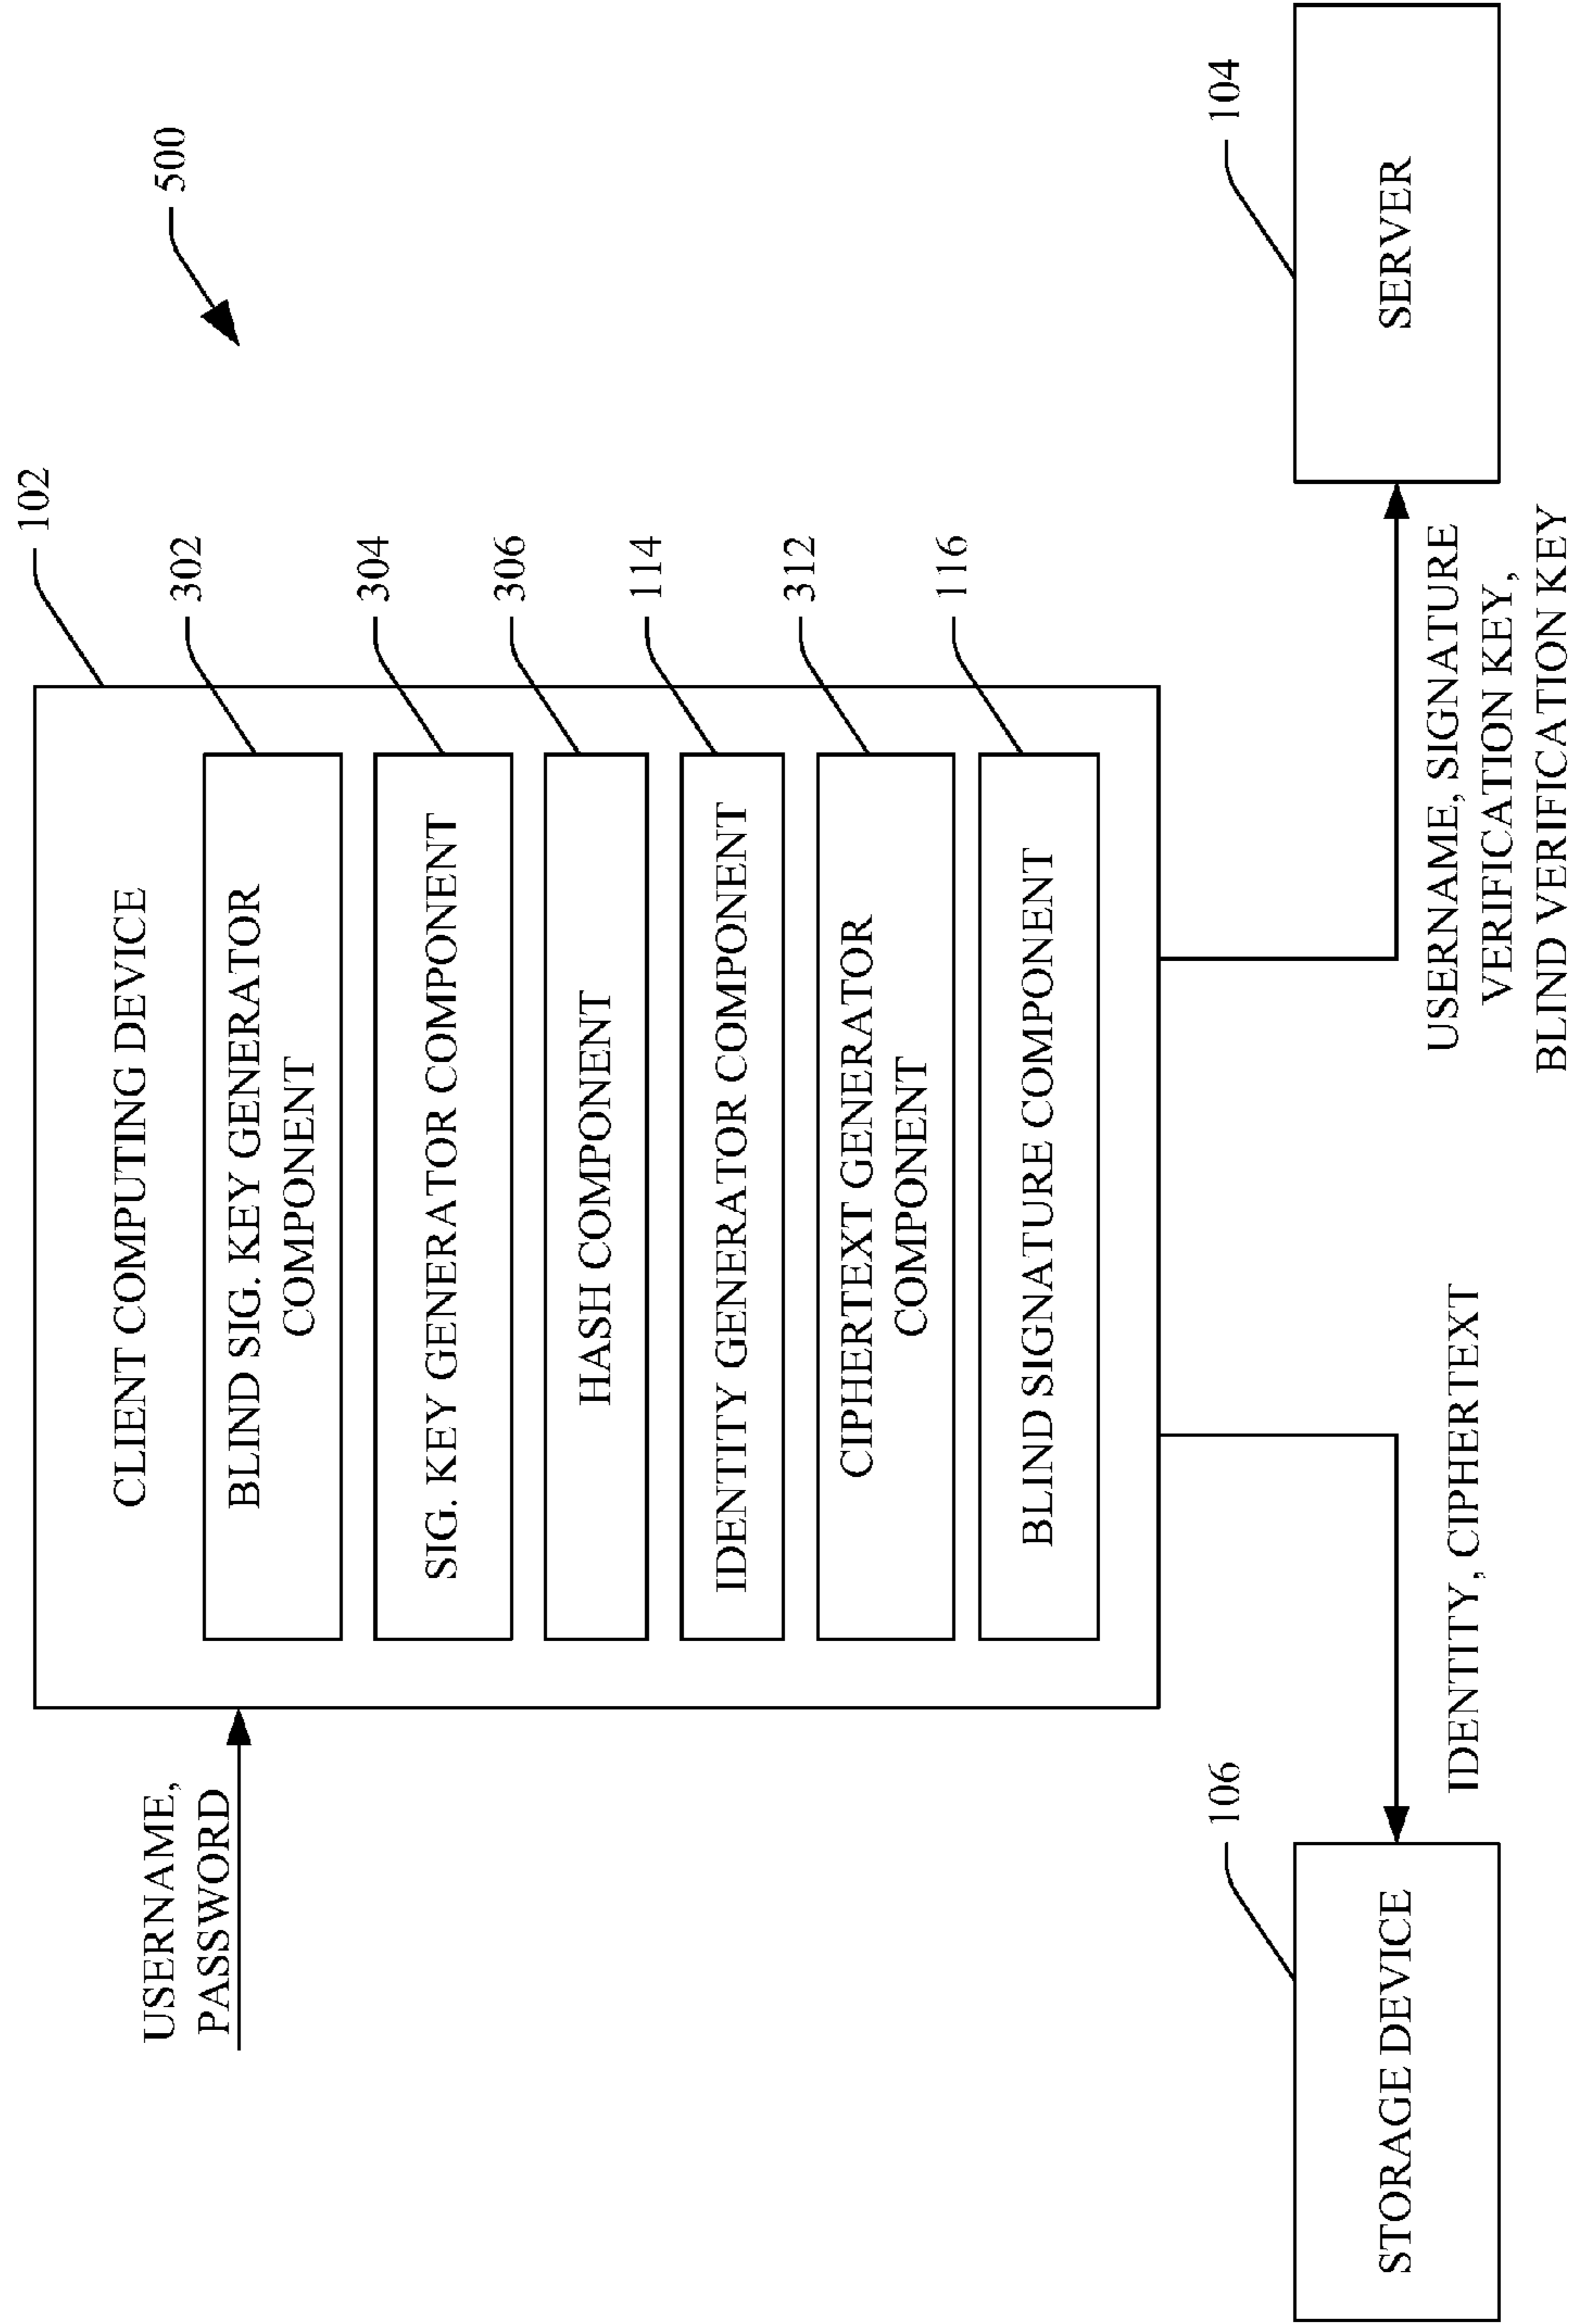 500
102
CLIENT COMPUTING DEVICE
USERNAME,
PASSWORD
BLIND SIG. KEY GENERATOR
COMPONENT
302
SIG. KEY GENERATOR COMPONENT
304
HASH COMPONENT
306
IDENTITY GENERATOR COMPONENT
114
CIPHERTEXT GENERATOR
COMPONENT
312
BLIND SIGNATURE COMPONENT
116
106
STORAGE DEVICE
IDENTITY, CIPHERTEXT
104
SERVER
USERNAME, SIGNATURE
VERIFICATION KEY,
BLIND VERIFICATION KEY